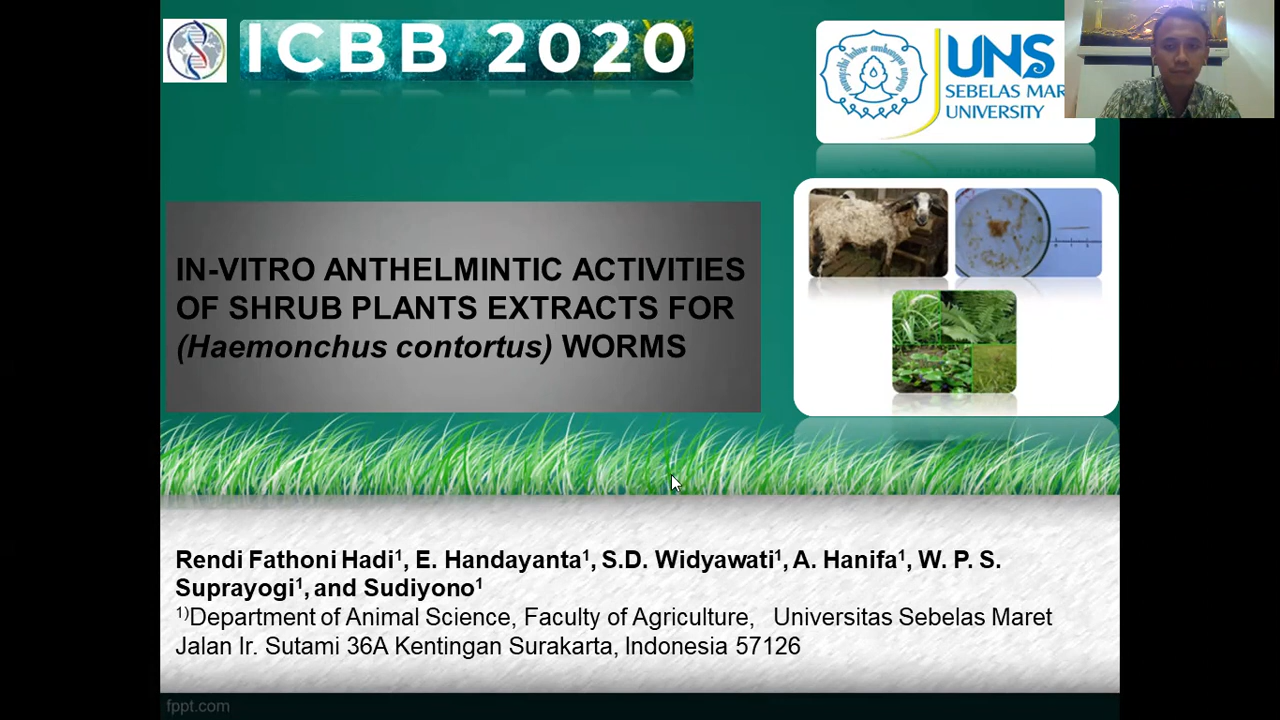 ICBB 2020
UNS
SEBELAS MAR
UNIVERSITY
IN-VITRO ANTHELMINTIC ACTIVITIES
OF SHRUB PLANTS EXTRACTS FOR
(Haemonchus contortus) WORMS
Rendi Fathoni Hadi¹, E. Handayanta¹, S.D. Widyawati¹, A. Hanifa¹, W. P. S.
Suprayogi¹, and Sudiyono¹
¹⁾Department of Animal Science, Faculty of Agriculture, Universitas Sebelas Maret
Jalan Ir. Sutami 36A Kentingan Surakarta, Indonesia 57126
fppt.com